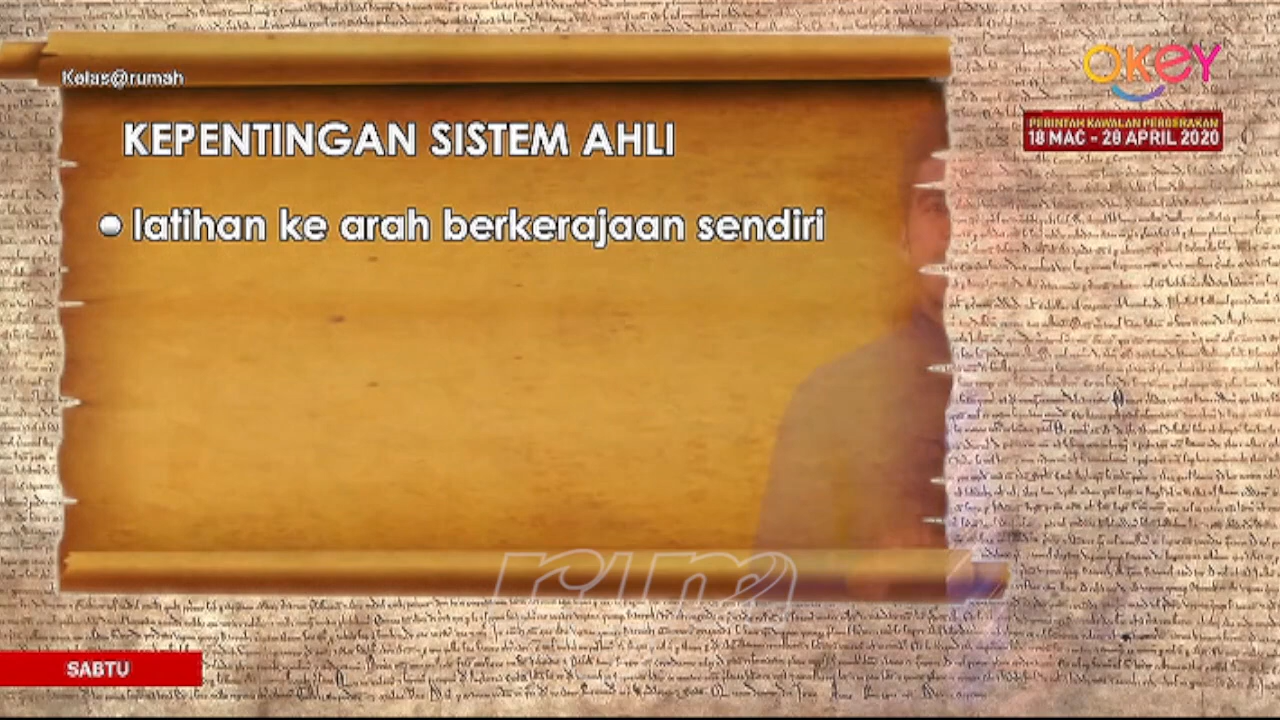 Kelas@rumah
OKEY
PERINTAH KAWALAN PERGERAKAN
18 MAC - 28 APRIL 2020
KEPENTINGAN SISTEM AHLI
latihan ke arah berkerajaan sendiri
SABTU